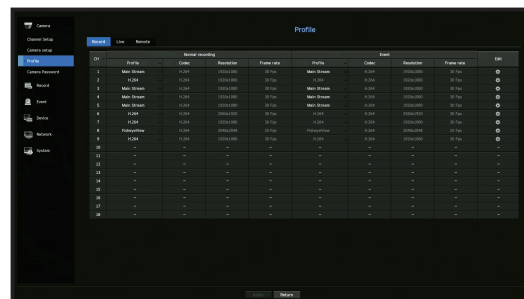 Camera
Profile
Channel Setup
Record Live Remote
Camera setup
Normal recording Event
Profile
CH Edit
Profile Codec Resolution Frame rate Profile Codec Resolution Frame rate
Camera Password
1 Main Stream H.264 1920x1080 30 Fps Main Stream H.264 1920x1080 30 Fps
2 H.264 H.264 1920x1080 30 Fps H.264 H.264 1920x1080 30 Fps
Record
3 Main Stream H.264 1920x1080 30 Fps Main Stream H.264 1920x1080 30 Fps
4 Main Stream H.264 1920x1080 30 Fps Main Stream H.264 1920x1080 30 Fps
Event
5 Main Stream H.264 1920x1080 30 Fps Main Stream H.264 1920x1080 30 Fps
Device
6 H.264 H.264 30 Fps H.264 H.264 30 Fps
7 H.264 H.264 1920x1080 30 Fps H.264 H.264 1920x1080 30 Fps
Network
8 FisheyeView H.264 2048x2048 20 Fps FisheyeView H.264 2048x2048 20 Fps
9 H.264 H.264 1920x1080 30 Fps H.264 H.264 1920x1080 30 Fps
System
10 - - - - - - - -
11 - - - - - - - -
12 - - - - - - - -
13 - - - - - - - -
14 - - - - - - - -
15 - - - - - - - -
16 - - - - - - - -
17 - - - - - - - -
18 - - - - - - - -
Apply Return